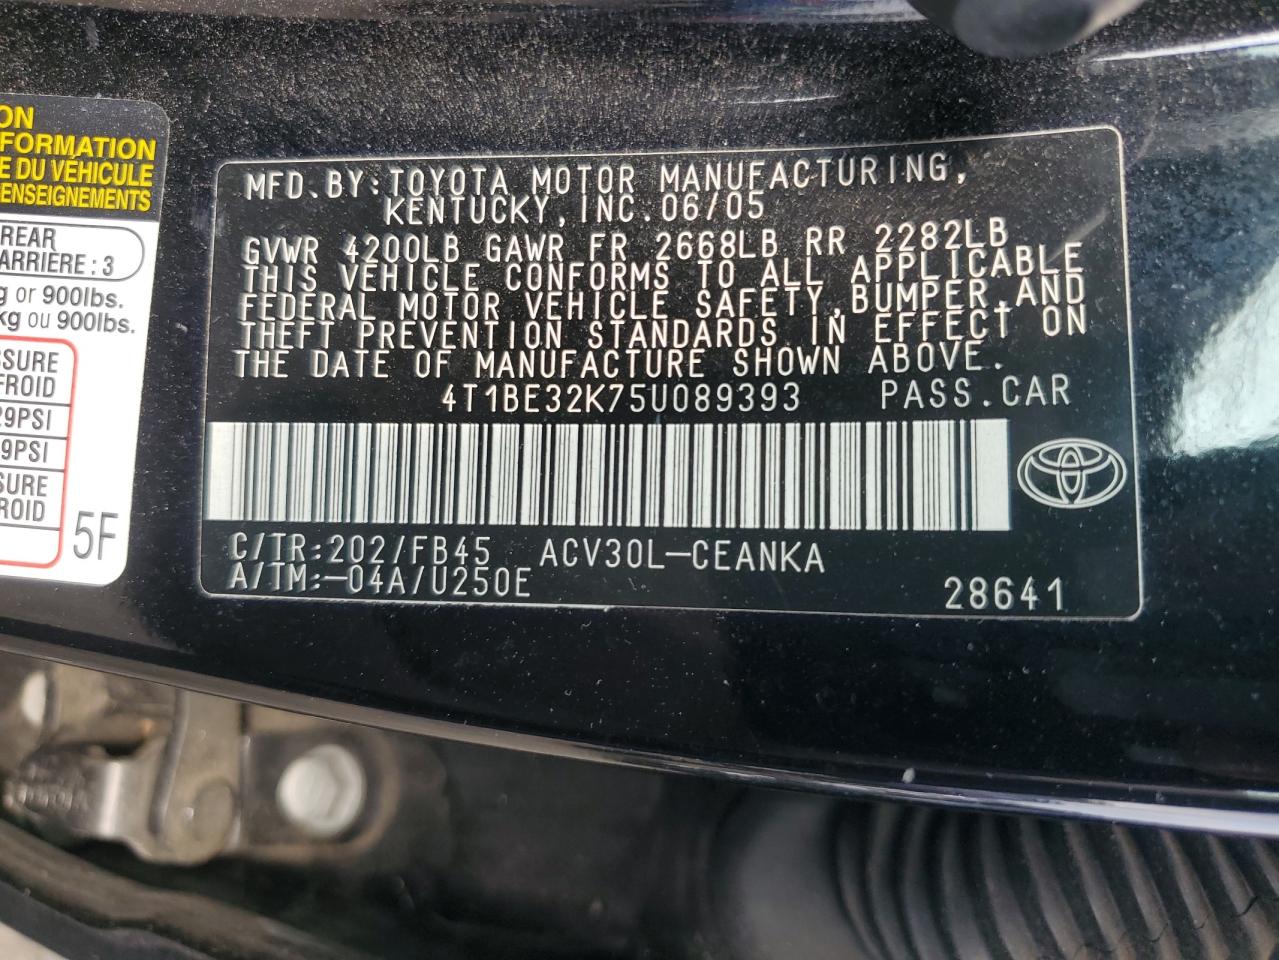 ON
FORMATION
E DU VÉHICULE
ENSEIGNEMENTS
REAR
ARRIÈRE : 3
g or 900lbs.
kg ou 900lbs.
SSURE
FROID
29PSI
9PSI
SURE
ROID
5F
MFD.BY:TOYOTA MOTOR MANUFACTURING,
KENTUCKY,INC.06/05
GVWR 4200LB GAWR FR 2668LB RR 2282LB
THIS VEHICLE CONFORMS TO ALL APPLICABLE
FEDERAL MOTOR VEHICLE SAFETY,BUMPER,AND
THEFT PREVENTION STANDARDS IN EFFECT ON
THE DATE OF MANUFACTURE SHOWN ABOVE.
4T1BE32K75U089393 PASS.CAR
C/TR:202/FB45 ACV30L-CEANKA
A/TM:-04A/U250E
28641